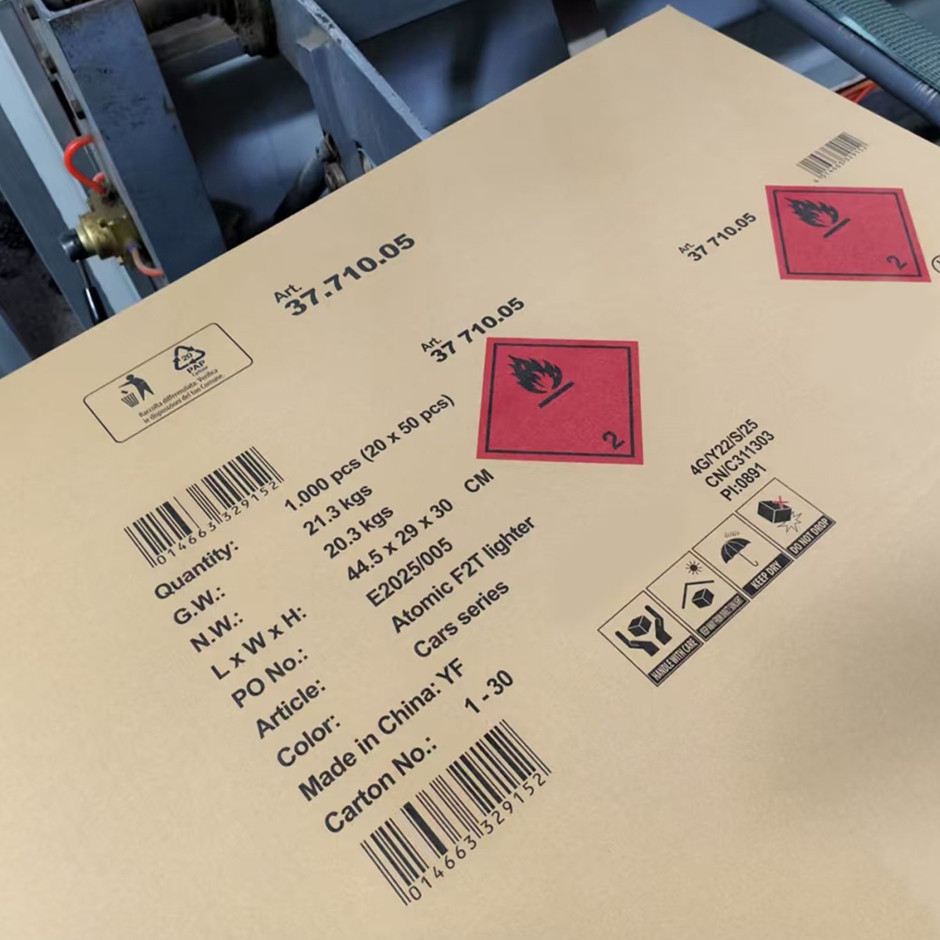 Art.
37.710.05
Art.
37 710.05
2
Art.
37 710.05
2
20
PAP
Raccolta differenziata. Verifica
le disposizioni del tuo Comune.
014663329152
Quantity: 1.000 pcs (20 x 50 pcs)
G.W.: 21.3 kgs
N.W.: 20.3 kgs
L x W x H: 44.5 x 29 x 30 CM
PO No.: E2025/005
Article: Atomic F2T lighter
Color: Cars series
Made in China: YF
Carton No.: 1 - 30
014663329152
4G/Y22/S/25
CN/C311303
PI:0891
HANDLE WITH CARE
KEEP DRY
DO NOT DROP